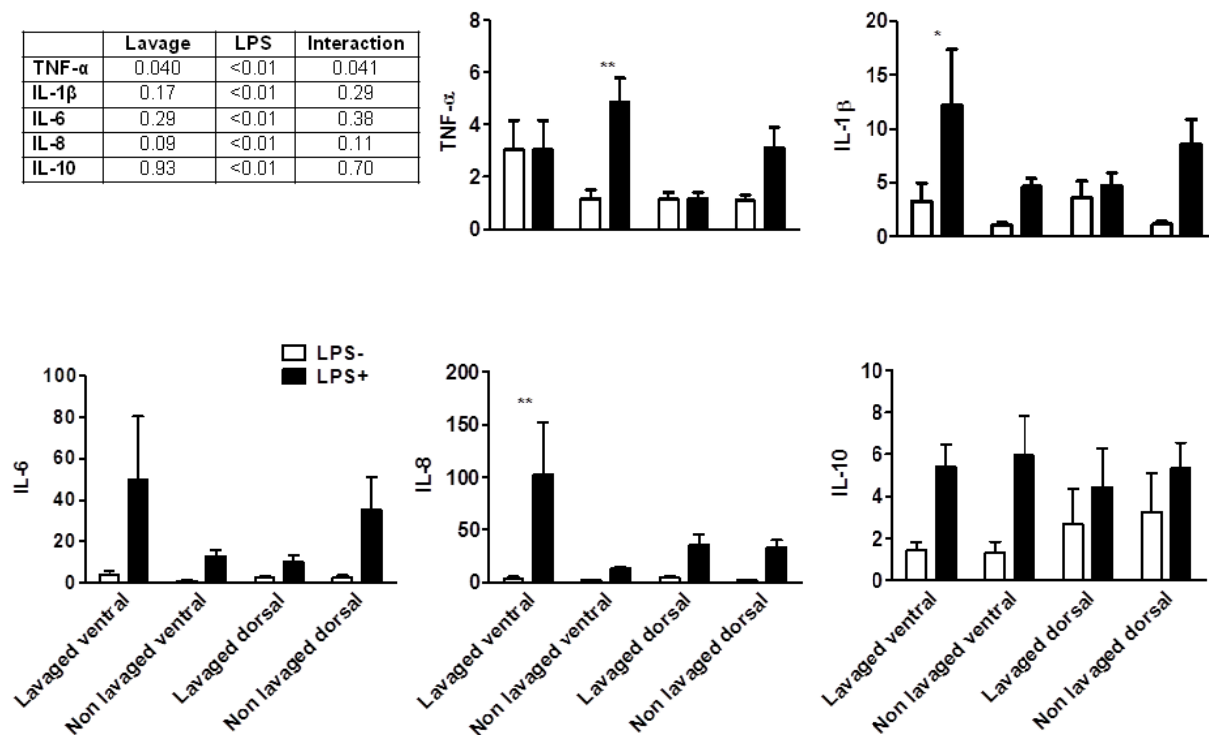 Lavage LPS Interaction
TNF-α 0.040 <0.01 0.041
IL-1β 0.17 <0.01 0.29
IL-6 0.29 <0.01 0.38
IL-8 0.09 <0.01 0.11
IL-10 0.93 <0.01 0.70
TNF-α
8
6
4
2
0
**
IL-1β
20
15
10
5
0
*
LPS-
LPS+
IL-6
100
80
60
40
20
0
Lavaged ventral
Non lavaged ventral
Lavaged dorsal
Non lavaged dorsal
IL-8
200
150
100
50
0
**
Lavaged ventral
Non lavaged ventral
Lavaged dorsal
Non lavaged dorsal
IL-10
10
8
6
4
2
0
Lavaged ventral
Non lavaged ventral
Lavaged dorsal
Non lavaged dorsal